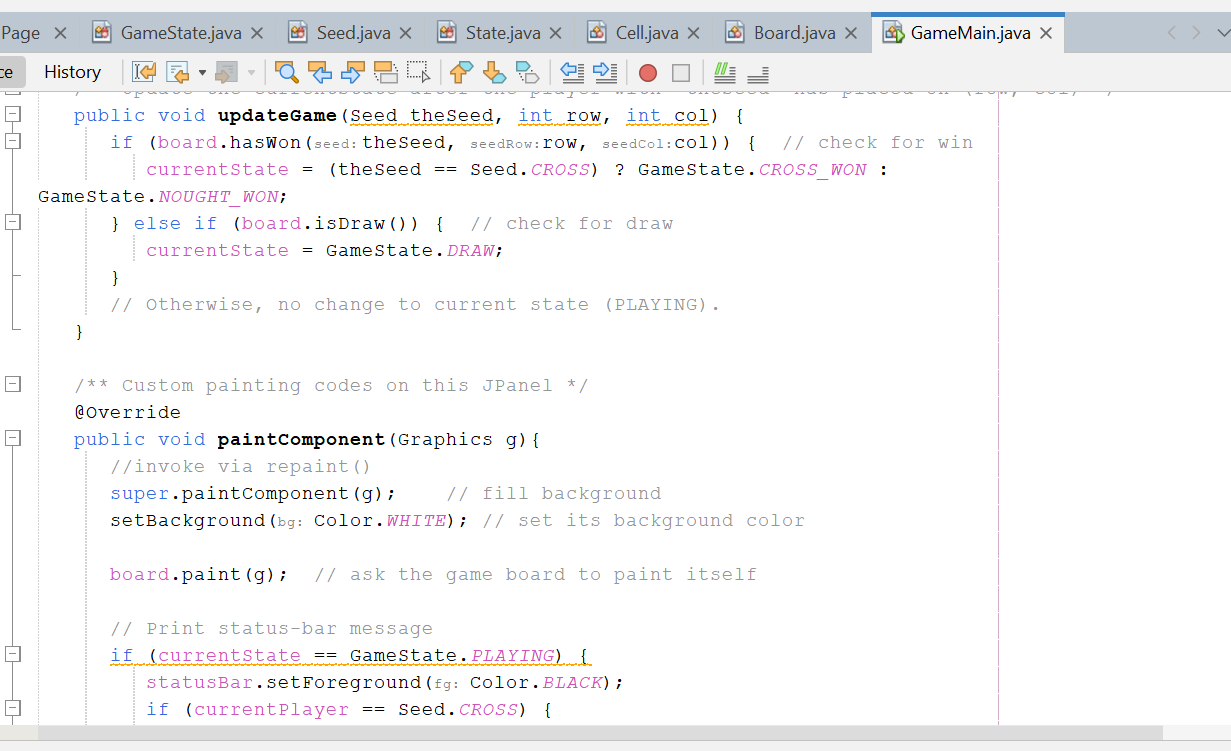 Page
GameState.java
Seed.java
State.java
Cell.java
Board.java
GameMain.java
ce
History
public void updateGame(Seed theSeed, int row, int col) {
if (board.hasWon(seed: theSeed, seedRow: row, seedCol: col)) {  // check for win
currentState = (theSeed == Seed.CROSS) ? GameState.CROSS_WON :
GameState.NOUGHT_WON;
} else if (board.isDraw()) {  // check for draw
currentState = GameState.DRAW;
}
// Otherwise, no change to current state (PLAYING).
}
/** Custom painting codes on this JPanel */
@Override
public void paintComponent(Graphics g){
//invoke via repaint()
super.paintComponent(g);    // fill background
setBackground(bg: Color.WHITE); // set its background color
board.paint(g);  // ask the game board to paint itself
// Print status-bar message
if (currentState == GameState.PLAYING) {
statusBar.setForeground(fg: Color.BLACK);
if (currentPlayer == Seed.CROSS) {